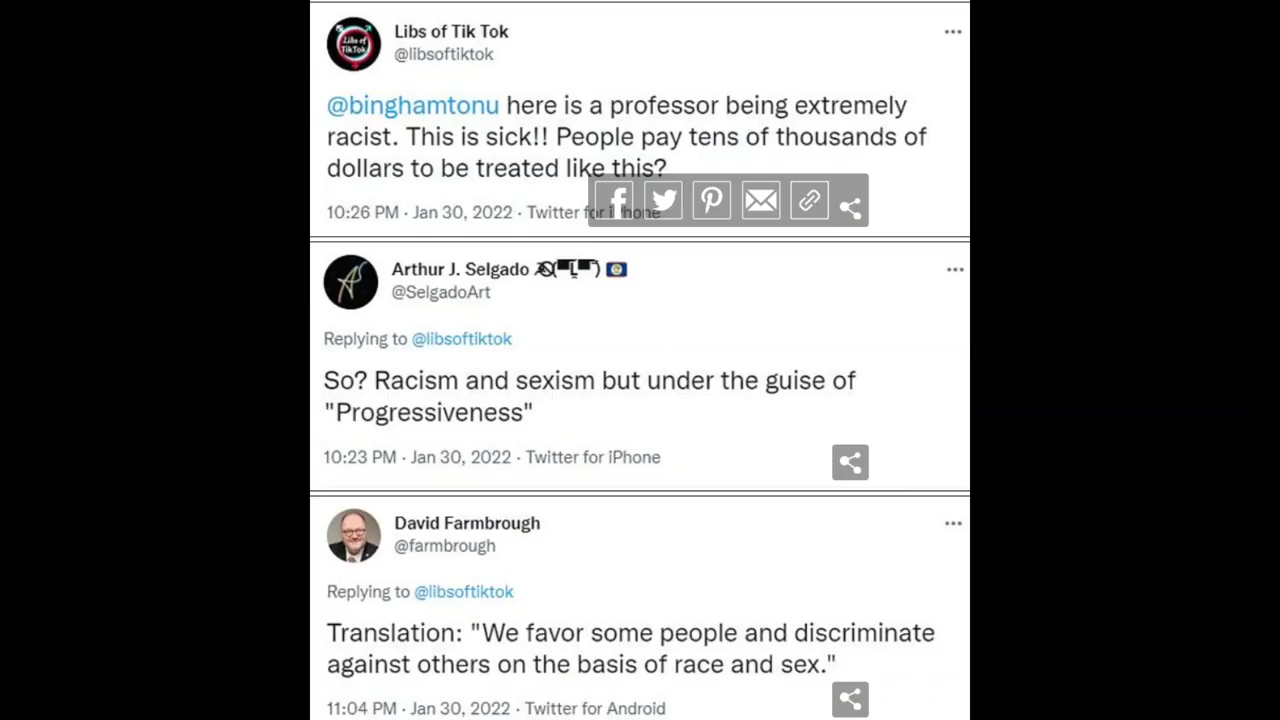 Libs of Tik Tok
@libsoftiktok
@binghamtonu here is a professor being extremely
racist. This is sick!! People pay tens of thousands of
dollars to be treated like this?
10:26 PM · Jan 30, 2022 · Twitter for iPhone
Arthur J. Selgado
@SelgadoArt
Replying to @libsoftiktok
So? Racism and sexism but under the guise of
"Progressiveness"
10:23 PM · Jan 30, 2022 · Twitter for iPhone
David Farmbrough
@farmbrough
Replying to @libsoftiktok
Translation: "We favor some people and discriminate
against others on the basis of race and sex."
11:04 PM · Jan 30, 2022 · Twitter for Android